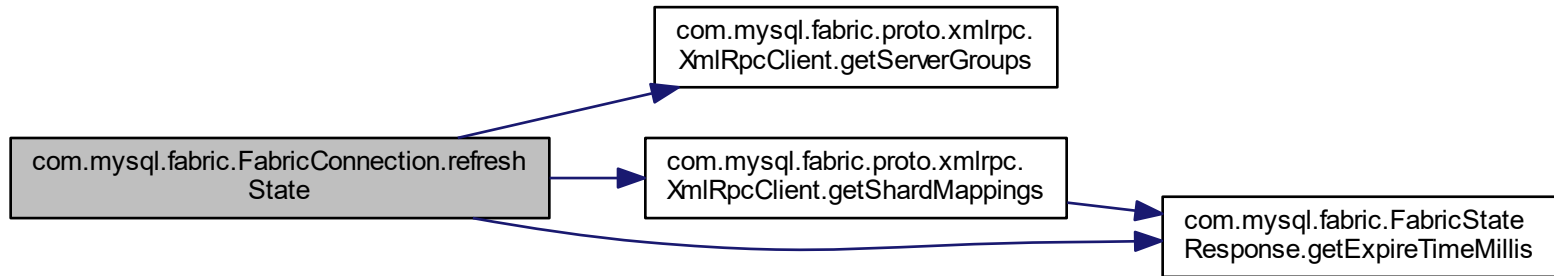 com.mysql.fabric.proto.xmlrpc.
XmlRpcClient.getServerGroups
com.mysql.fabric.FabricConnection.refresh
State
com.mysql.fabric.proto.xmlrpc.
XmlRpcClient.getShardMappings
com.mysql.fabric.FabricState
Response.getExpireTimeMillis